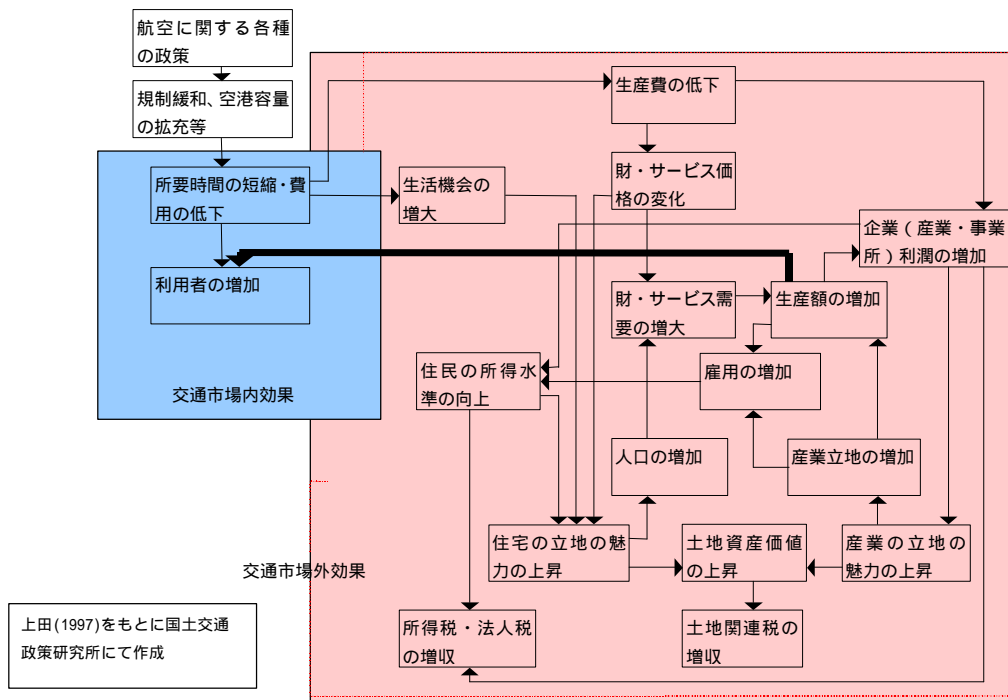 航空に関する各種
の政策
規制緩和、空港容量
の拡充等
所要時間の短縮・費
用の低下
利用者の増加
交通市場内効果
生活機会の
増大
生産費の低下
財・サービス価
格の変化
企業（産業・事業
所）利潤の増加
財・サービス需
要の増大
生産額の増加
住民の所得水
準の向上
雇用の増加
人口の増加
産業立地の増加
住宅の立地の魅
力の上昇
土地資産価値
の上昇
産業の立地の
魅力の上昇
交通市場外効果
所得税・法人税
の増収
土地関連税の
増収
上田(1997)をもとに国土交通
政策研究所にて作成